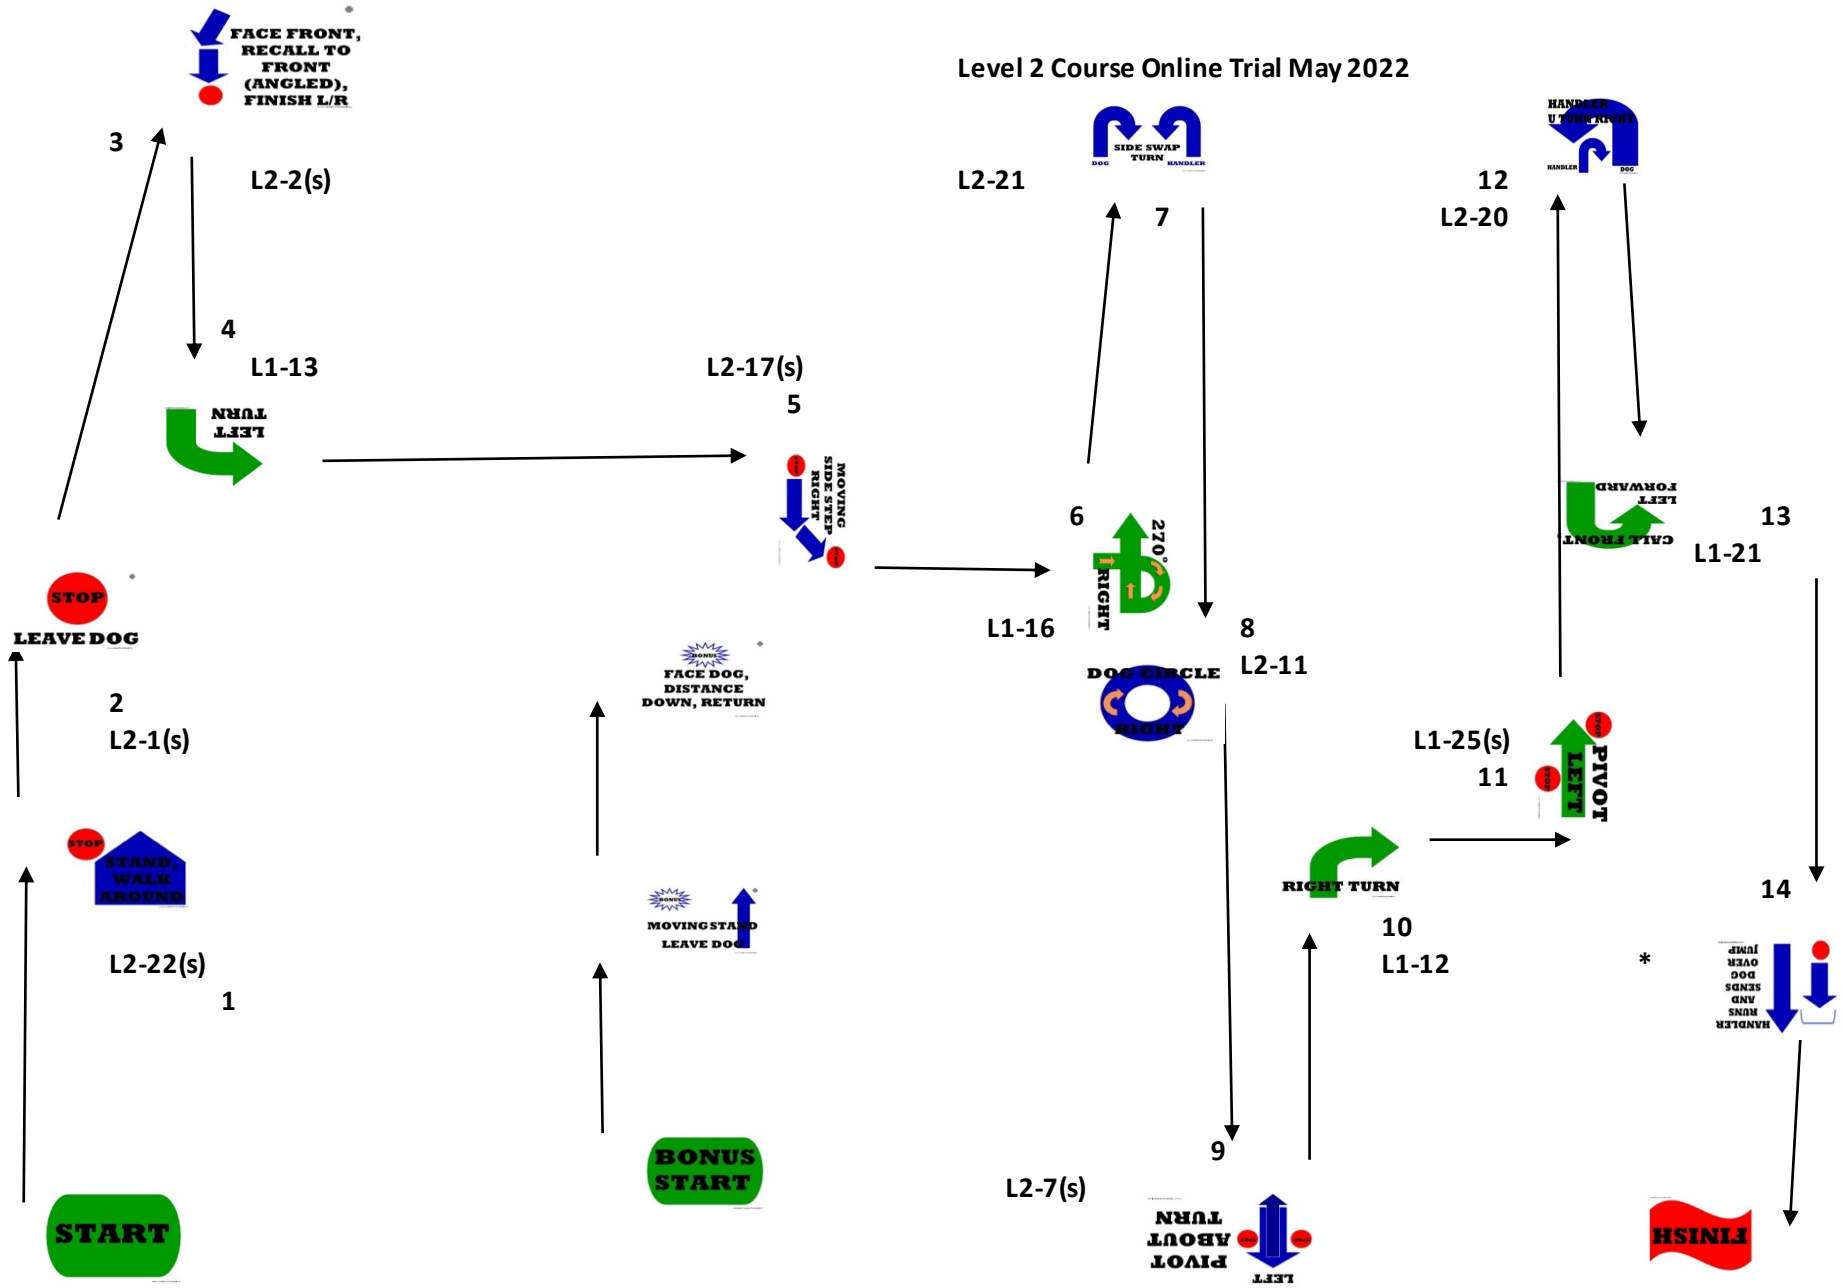 Level 2 Course Online Trial May 2022
FACE FRONT,
RECALL TO
FRONT
(ANGLED),
FINISH L/R
3
L2-2(s)
4
L1-13
LEFT
TURN
L2-17(s)
5
STOP
MOVING
SIDE STEP
RIGHT
STOP
6
270°
RIGHT
L1-16
SIDE SWAP
TURN
DOG
HANDLER
L2-21
7
8
L2-11
DOG CIRCLE
RIGHT
9
L2-7(s)
LEFT
PIVOT
ABOUT
TURN
STOP
STOP
RIGHT TURN
10
L1-12
L1-25(s)
11
STOP
STOP
PIVOT
LEFT
HANDLER
U TURN RIGHT
HANDLER
DOG
12
L2-20
CALL FRONT,
LEFT
FORWARD
13
L1-21
14
*
HANDLER
RUNS
AND
SENDS
DOG
OVER
JUMP
FINISH
STOP
LEAVE DOG
2
L2-1(s)
STOP
STAND,
WALK
AROUND
L2-22(s)
1
START
BONUS
FACE DOG,
DISTANCE
DOWN, RETURN
BONUS
MOVING STAND
LEAVE DOG
BONUS
START